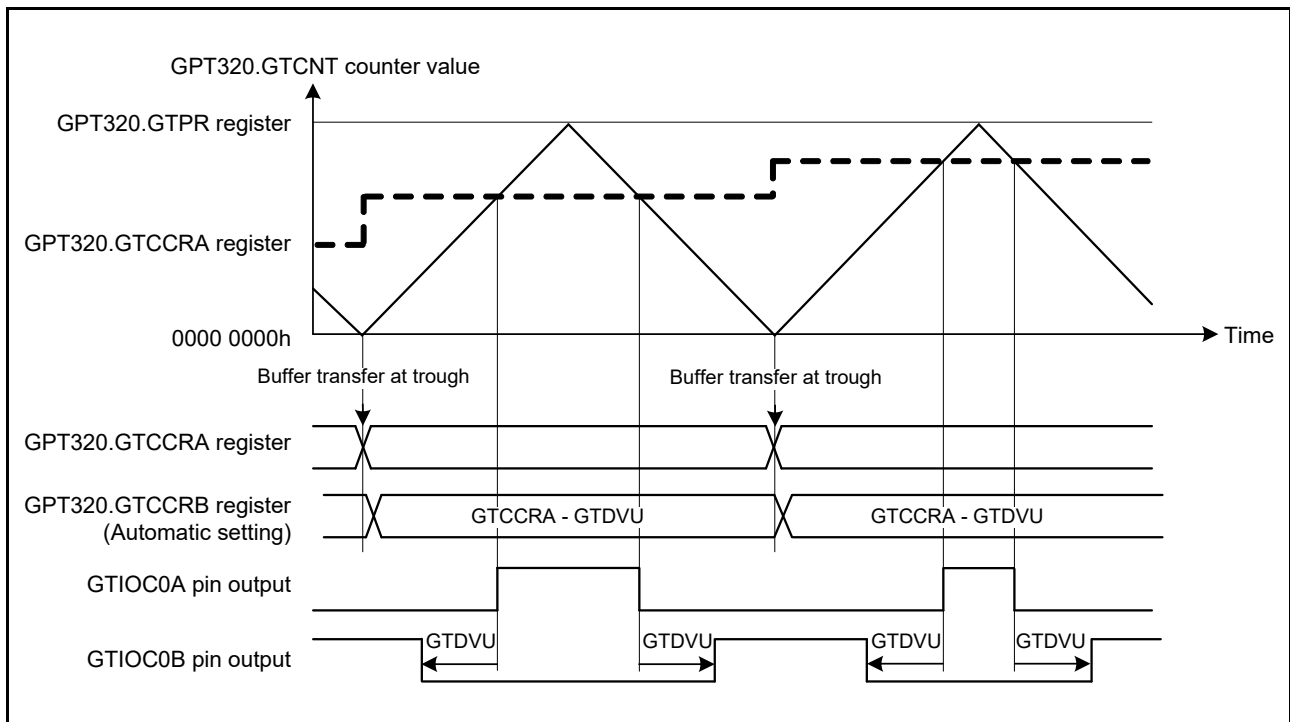 GPT320.GTCNT counter value
GPT320.GTPR register
GPT320.GTCCRA register
0000 0000h
Time
Buffer transfer at trough
Buffer transfer at trough
GPT320.GTCCRA register
GPT320.GTCCRB register
(Automatic setting)
GTCCRA - GTDVU
GTCCRA - GTDVU
GTIOC0A pin output
GTIOC0B pin output
GTDVU
GTDVU
GTDVU
GTDVU